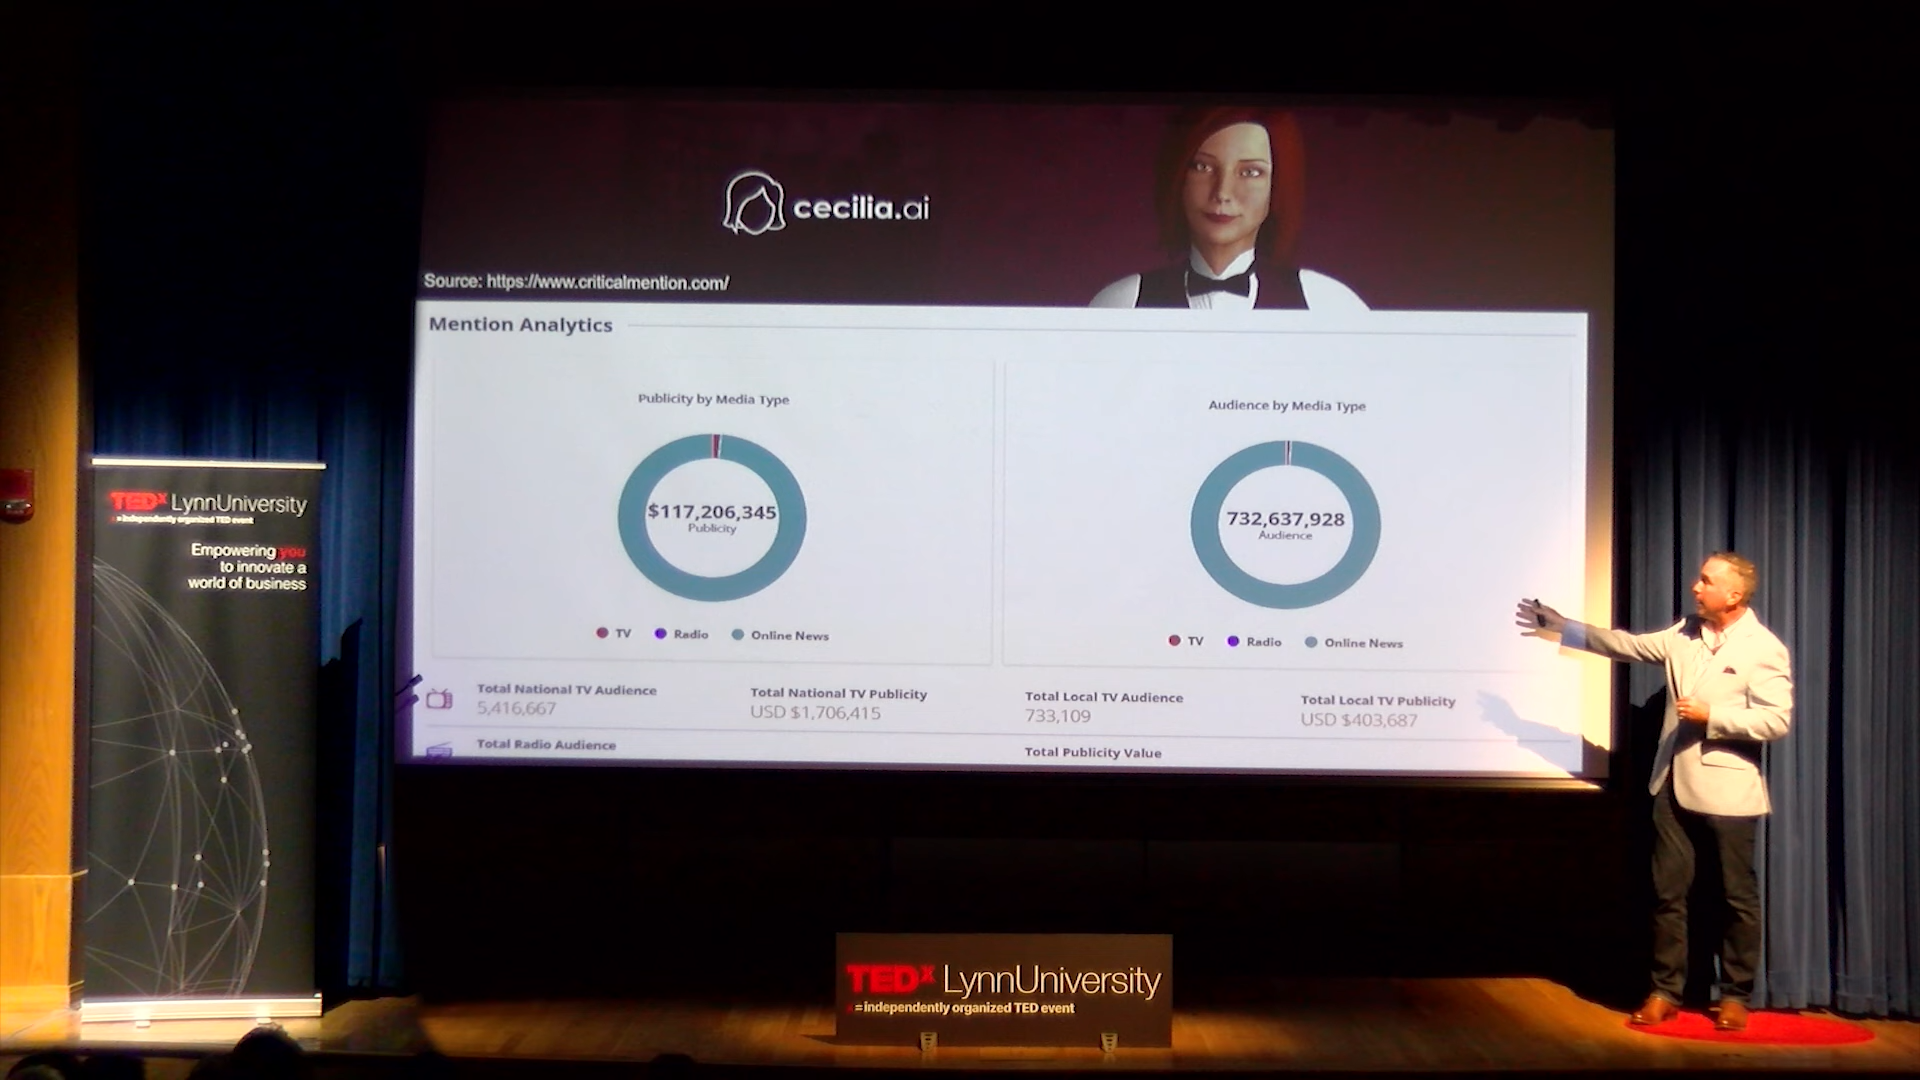 cecilia.ai
Source: https://www.criticalmention.com/
Mention Analytics
Publicity by Media Type
$117,206,345
Publicity
TV Radio Online News
Audience by Media Type
732,637,928
Audience
TV Radio Online News
Total National TV Audience
5,416,667
Total National TV Publicity
USD $1,706,415
Total Local TV Audience
733,109
Total Local TV Publicity
USD $403,687
Total Radio Audience
Total Publicity Value
TEDx LynnUniversity
x = independently organized TED event
Empowering you
to innovate a
world of business
TEDx LynnUniversity
x = independently organized TED event